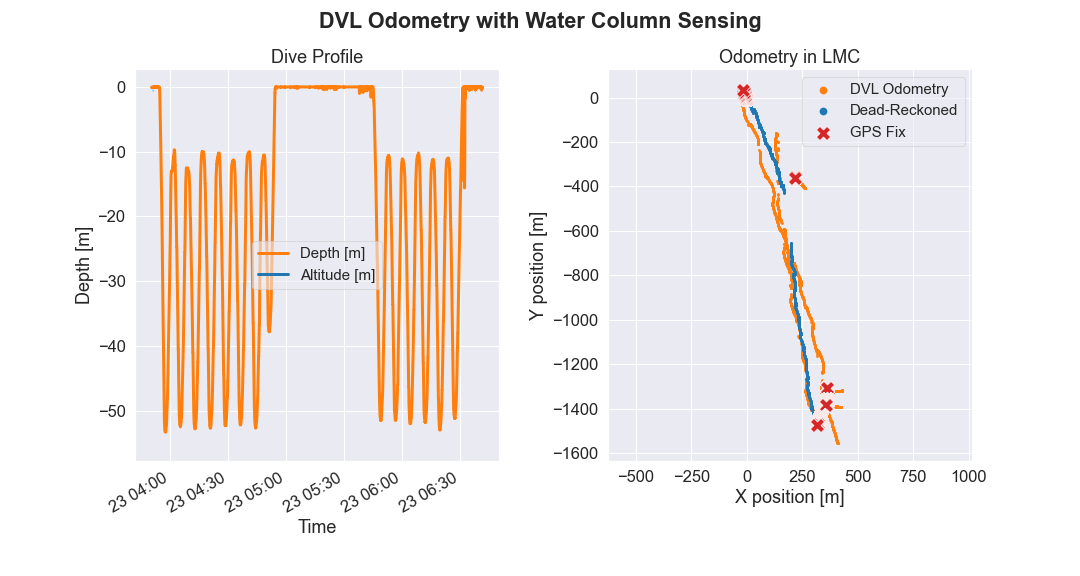 DVL Odometry with Water Column Sensing
Dive Profile
Odometry in LMC
0
−10
−20
−30
−40
−50
Depth [m]
Depth [m]
Altitude [m]
23 04:00
23 04:30
23 05:00
23 05:30
23 06:00
23 06:30
Time
DVL Odometry
Dead-Reckoned
GPS Fix
0
−200
−400
−600
−800
−1000
−1200
−1400
−1600
Y position [m]
−500
−250
0
250
500
750
1000
X position [m]